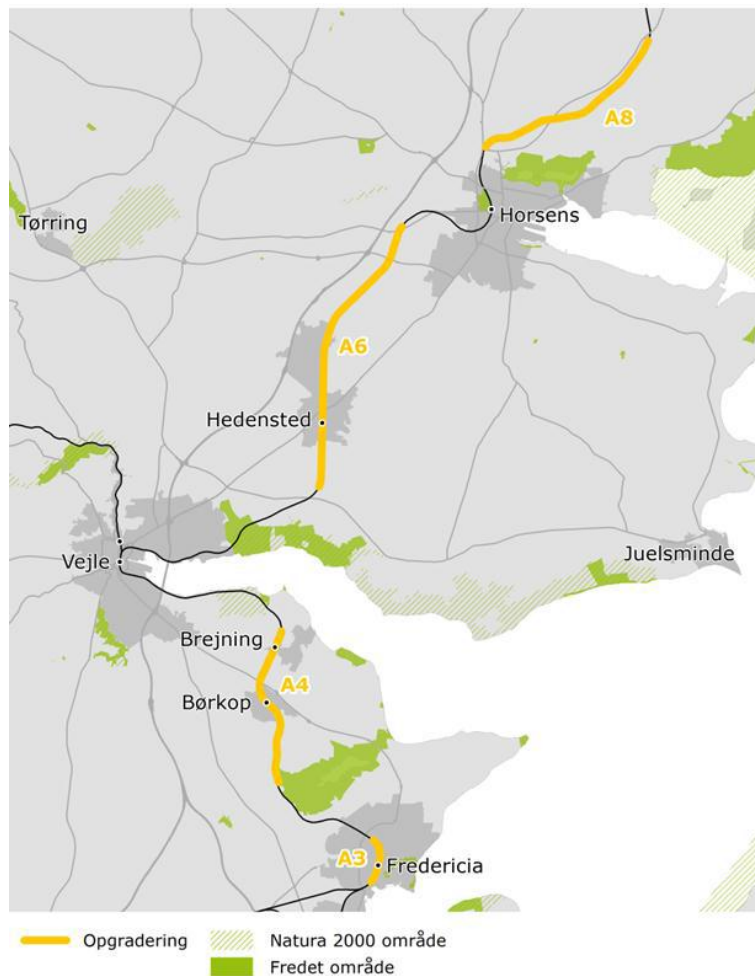 A8
Horsens
Tørring
A6
Hedensted
Vejle
Juelsminde
Brejning
A4
Børkop
A3
Fredericia
Opgradering
Natura 2000 område
Fredet område